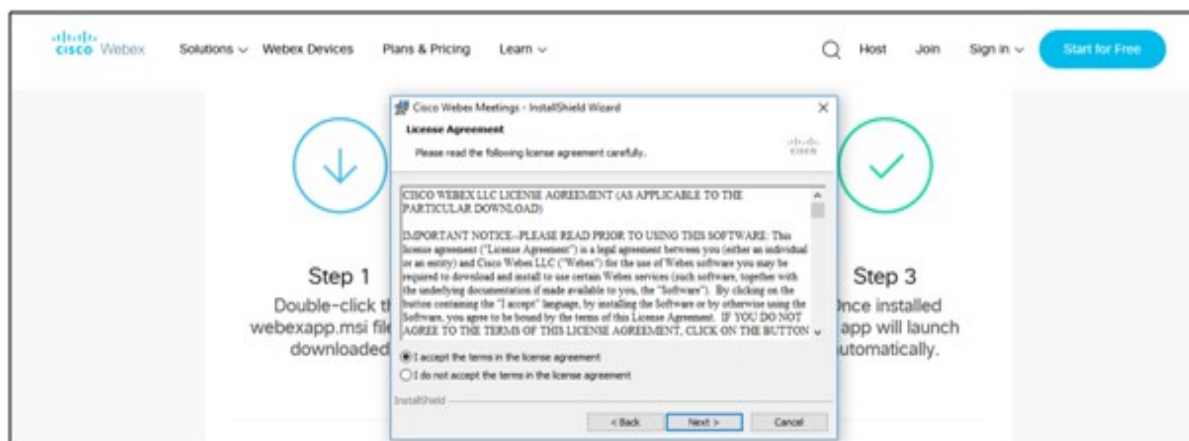 CISCO Webex Solutions Webex Devices Plans & Pricing Learn Host Join Sign in Start for Free
Cisco Webex Meetings - InstallShield Wizard
License Agreement
Please read the following license agreement carefully.
CISCO
CISCO WEBEX LLC LICENSE AGREEMENT (AS APPLICABLE TO THE
PARTICULAR DOWNLOAD)
IMPORTANT NOTICE--PLEASE READ PRIOR TO USING THIS SOFTWARE: This
license agreement ("License Agreement") is a legal agreement between you (either an individual
or an entity) and Cisco Webex LLC ("Webex") for the use of Webex software you may be
required to download and install to use certain Webex services (such software, together with
the underlying documentation if made available to you, the "Software"). By clicking on the
button containing the "I accept" language, by installing the Software or by otherwise using the
Software, you agree to be bound by the terms of this License Agreement. IF YOU DO NOT
AGREE TO THE TERMS OF THIS LICENSE AGREEMENT, CLICK ON THE BUTTON
I accept the terms in the license agreement
I do not accept the terms in the license agreement
InstallShield
< Back Next > Cancel
Step 1
Double-click th
webexapp.msi file
downloaded
Step 3
Once installed
app will launch
utomatically.